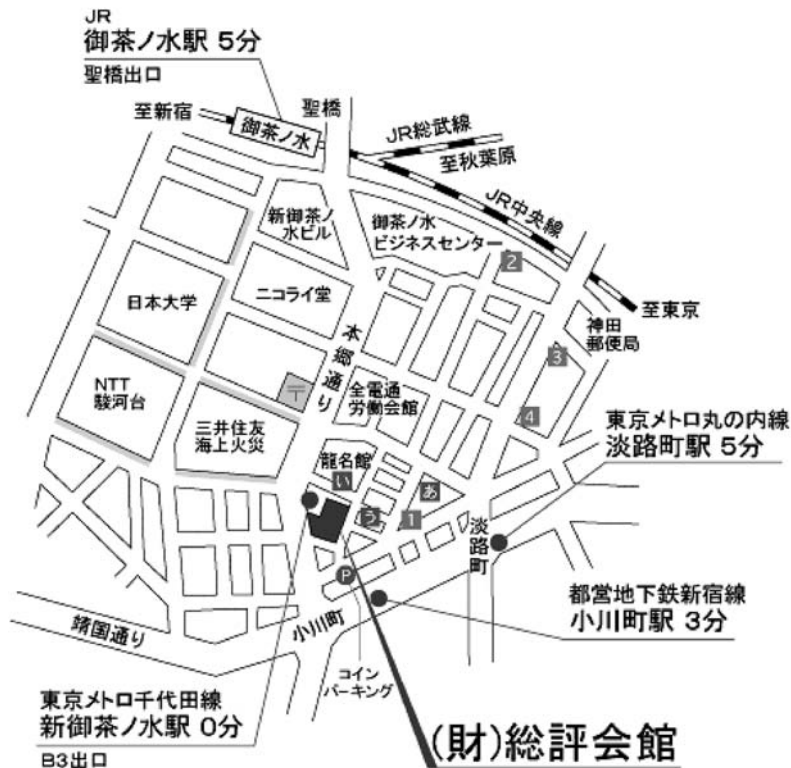 JR
御茶ノ水駅 5分
聖橋出口
至新宿
御茶ノ水
聖橋
JR総武線
至秋葉原
JR中央線
至東京
新御茶ノ
水ビル
御茶ノ水
ビジネスセンター
2
日本大学
ニコライ堂
本郷通り
神田
郵便局
3
NTT
駿河台
〒
全電通
労働会館
4
三井住友
海上火災
東京メトロ丸の内線
淡路町駅 5分
龍名館
い
あ
う
1
淡路町
P
都営地下鉄新宿線
小川町駅 3分
靖国通り
小川町
コイン
パーキング
東京メトロ千代田線
新御茶ノ水駅 0分
B3出口
(財)総評会館